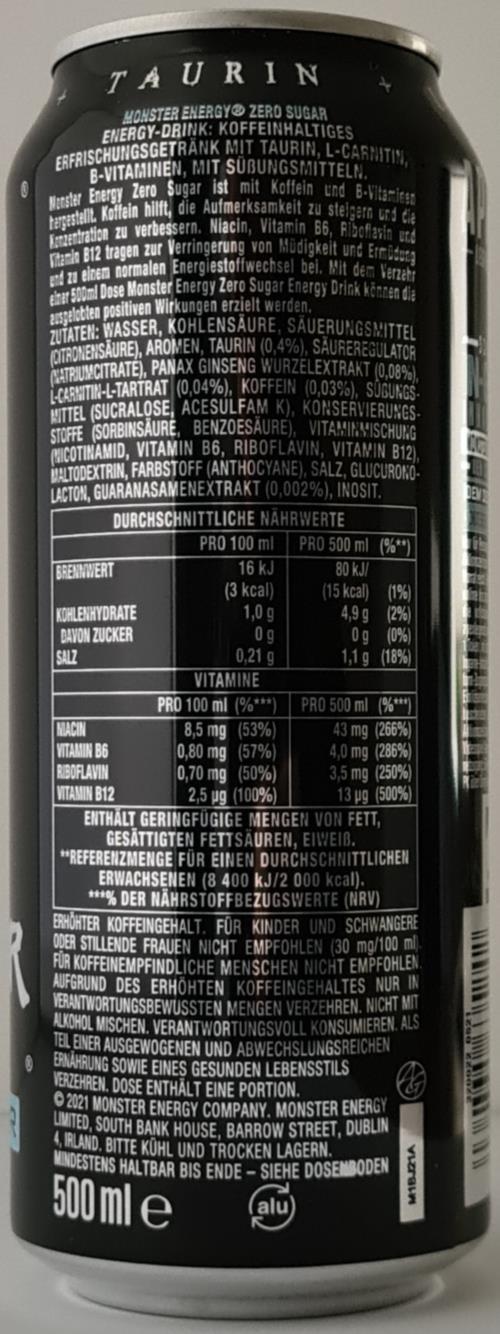 TAURIN
MONSTER ENERGY® ZERO SUGAR
ENERGY-DRINK: KOFFEINHALTIGES
ERFRISCHUNGSGETRÄNK MIT TAURIN, L-CARNITIN,
B-VITAMINEN, MIT SÜßUNGSMITTELN.
Monster Energy Zero Sugar ist mit Koffein und B-Vitaminen
hergestellt. Koffein hilft, die Aufmerksamkeit zu steigern und die
Konzentration zu verbessern. Niacin, Vitamin B6, Riboflavin und
Vitamin B12 tragen zur Verringerung von Müdigkeit und Ermüdung
und zu einem normalen Energiestoffwechsel bei. Mit dem Verzehr
einer 500ml Dose Monster Energy Zero Sugar Energy Drink können die
ausgelobten positiven Wirkungen erzielt werden.
ZUTATEN: WASSER, KOHLENSÄURE, SÄUERUNGSMITTEL
(CITRONENSÄURE), AROMEN, TAURIN (0,4%), SÄUREREGULATOR
(NATRIUMCITRATE), PANAX GINSENG WURZELEXTRAKT (0,08%),
L-CARNITIN-L-TARTRAT (0,04%), KOFFEIN (0,03%), SÜßUNGS-
MITTEL (SUCRALOSE, ACESULFAM K), KONSERVIERUNGS-
STOFFE (SORBINSÄURE, BENZOESÄURE), VITAMINMISCHUNG
(NICOTINAMID, VITAMIN B6, RIBOFLAVIN, VITAMIN B12),
MALTODEXTRIN, FARBSTOFF (ANTHOCYANE), SALZ, GLUCURONO-
LACTON, GUARANASAMENEXTRAKT (0,002%), INOSIT.
DURCHSCHNITTLICHE NÄHRWERTE
PRO 100 ml PRO 500 ml (%**)
BRENNWERT 16 kJ 80 kJ/
(3 kcal) (15 kcal) (1%)
KOHLENHYDRATE 1,0 g 4,9 g (2%)
DAVON ZUCKER 0 g 0 g (0%)
SALZ 0,21 g 1,1 g (18%)
VITAMINE
PRO 100 ml (%***) PRO 500 ml (%***)
NIACIN 8,5 mg (53%) 43 mg (266%)
VITAMIN B6 0,80 mg (57%) 4,0 mg (286%)
RIBOFLAVIN 0,70 mg (50%) 3,5 mg (250%)
VITAMIN B12 2,5 µg (100%) 13 µg (500%)
ENTHÄLT GERINGFÜGIGE MENGEN VON FETT,
GESÄTTIGTEN FETTSÄUREN, EIWEIß.
**REFERENZMENGE FÜR EINEN DURCHSCHNITTLICHEN
ERWACHSENEN (8 400 kJ/2 000 kcal).
***% DER NÄHRSTOFFBEZUGSWERTE (NRV)
ERHÖHTER KOFFEINGEHALT. FÜR KINDER UND SCHWANGERE
ODER STILLENDE FRAUEN NICHT EMPFOHLEN (30 mg/100 ml).
FÜR KOFFEINEMPFINDLICHE MENSCHEN NICHT EMPFOHLEN.
AUFGRUND DES ERHÖHTEN KOFFEINGEHALTES NUR IN
VERANTWORTUNGSBEWUSSTEN MENGEN VERZEHREN. NICHT MIT
ALKOHOL MISCHEN. VERANTWORTUNGSVOLL KONSUMIEREN. ALS
TEIL EINER AUSGEWOGENEN UND ABWECHSLUNGSREICHEN
ERNÄHRUNG SOWIE EINES GESUNDEN LEBENSSTILS
VERZEHREN. DOSE ENTHÄLT EINE PORTION.
© 2021 MONSTER ENERGY COMPANY. MONSTER ENERGY
LIMITED, SOUTH BANK HOUSE, BARROW STREET, DUBLIN
4, IRLAND. BITTE KÜHL UND TROCKEN LAGERN.
MINDESTENS HALTBAR BIS ENDE – SIEHE DOSENBODEN
500 ml e
alu
M1BJ21A